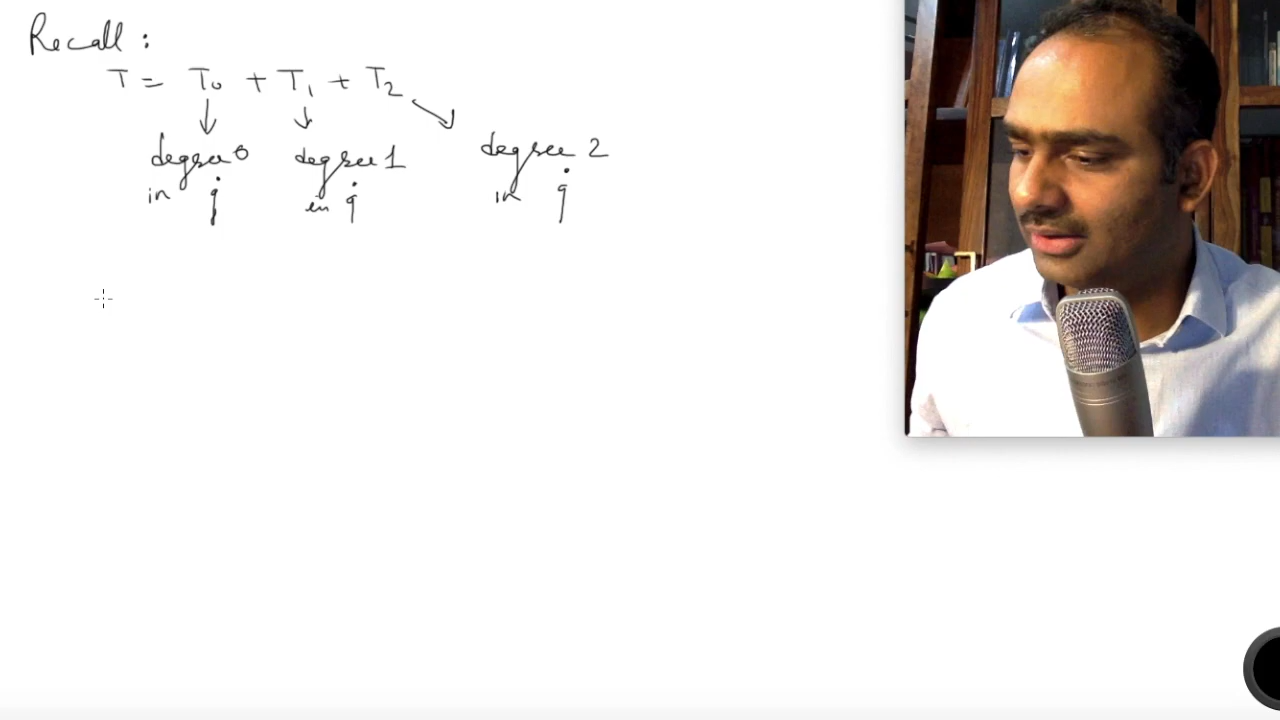 Recall :
T = T₀ + T₁ + T₂
degree 0 degree 1 degree 2
in q̇ in q̇ in q̇